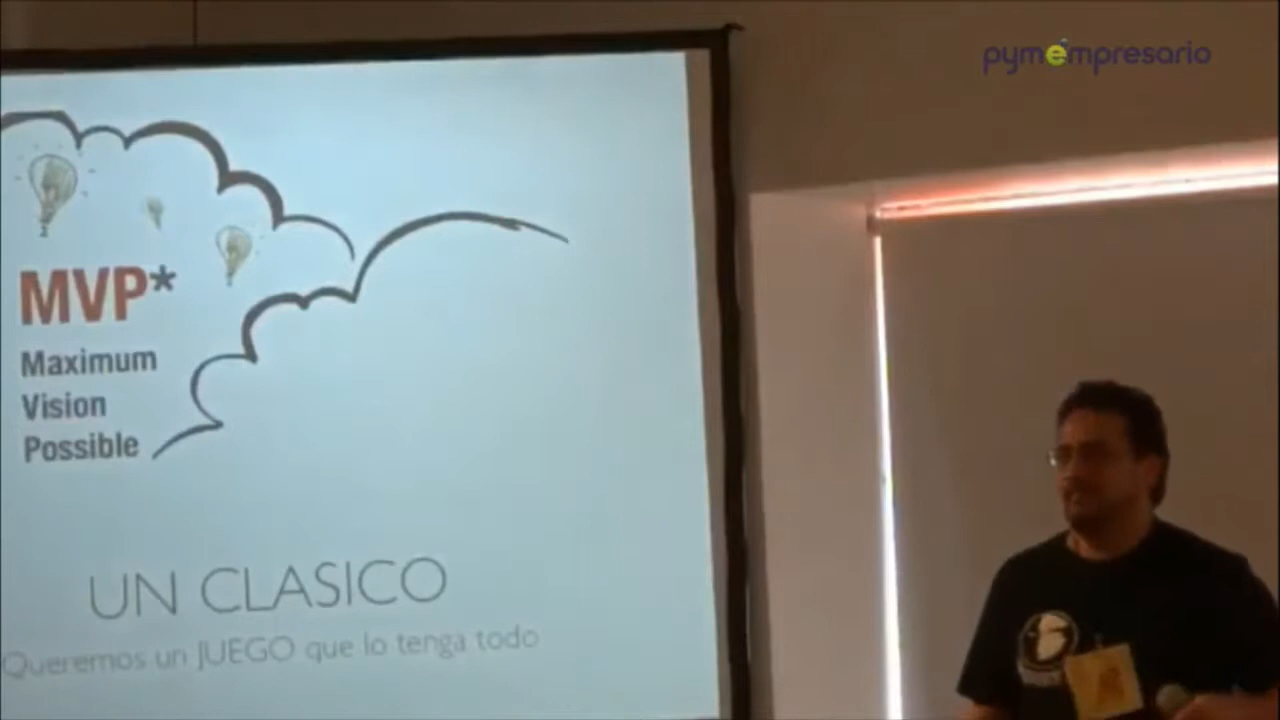 pymempresario
MVP*
Maximum
Vision
Possible
UN CLASICO
Queremos un JUEGO que lo tenga todo